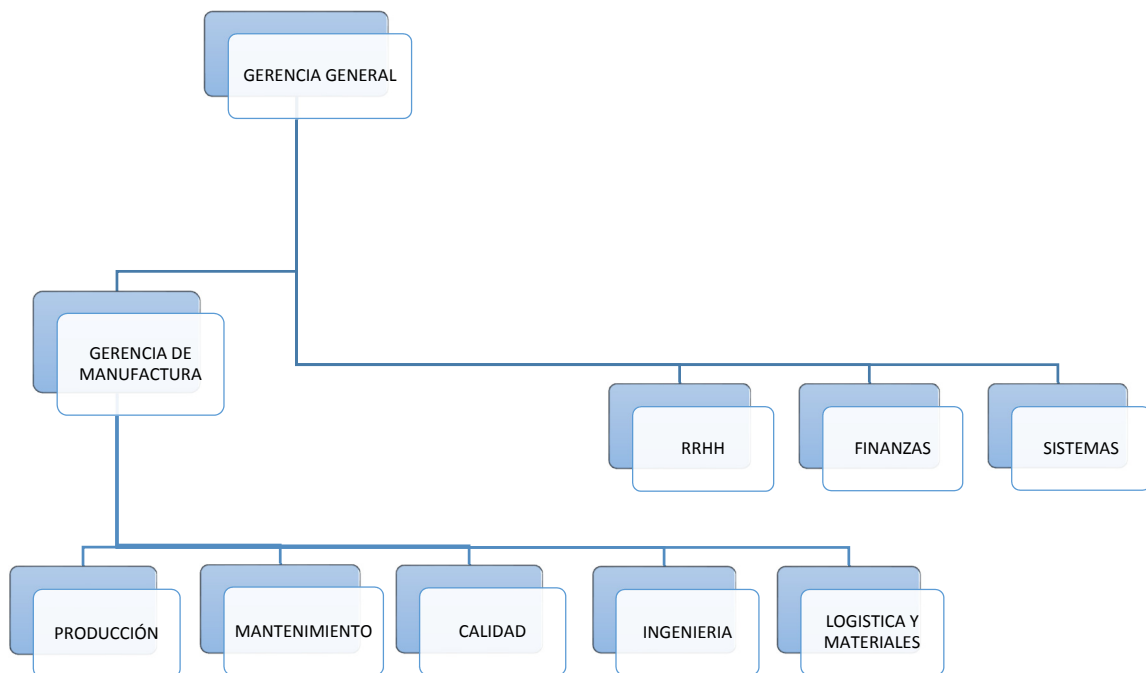 GERENCIA GENERAL
GERENCIA DE
MANUFACTURA
RRHH
FINANZAS
SISTEMAS
PRODUCCIÓN
MANTENIMIENTO
CALIDAD
INGENIERIA
LOGISTICA Y
MATERIALES